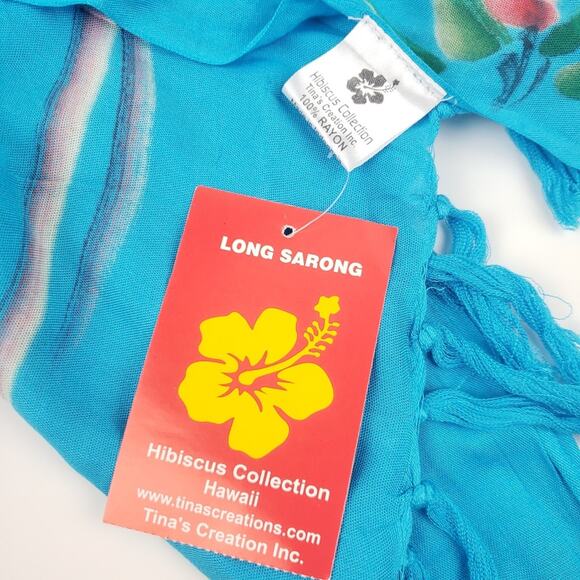 Hibiscus Collection
Tina's Creation Inc.
100% RAYON
LONG SARONG
Hibiscus Collection
Hawaii
www.tinascreations.com
Tina's Creation Inc.